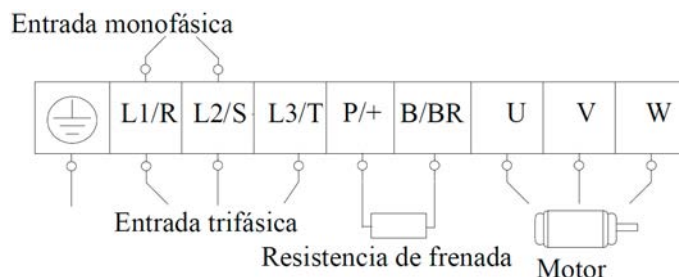 Entrada monofásica
L1/R L2/S L3/T P/+ B/BR U V W
Entrada trifásica
Resistencia de frenada
Motor